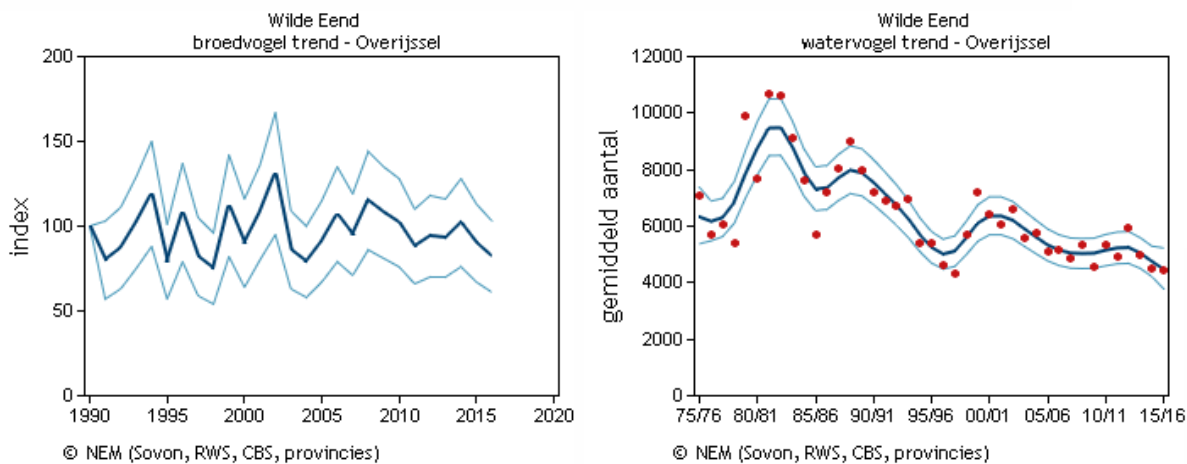 Wilde Eend
broedvogel trend - Overijssel
200
150
100
50
0
index
1990 1995 2000 2005 2010 2015 2020
© NEM (Sovon, RWS, CBS, provincies)
Wilde Eend
watervogel trend - Overijssel
12000
10000
8000
6000
4000
2000
0
gemiddeld aantal
75/76 80/81 85/86 90/91 95/96 00/01 05/06 10/11 15/16
© NEM (Sovon, RWS, CBS, provincies)